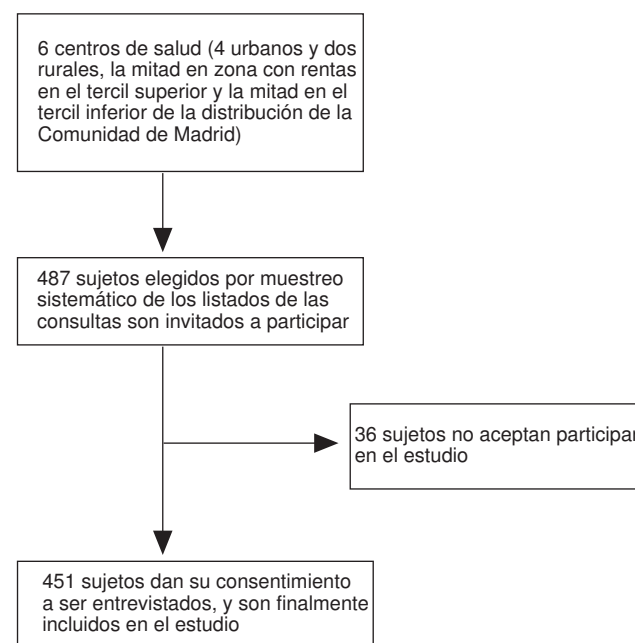 6 centros de salud (4 urbanos y dos
rurales, la mitad en zona con rentas
en el tercil superior y la mitad en el
tercil inferior de la distribución de la
Comunidad de Madrid)
487 sujetos elegidos por muestreo
sistemático de los listados de las
consultas son invitados a participar
36 sujetos no aceptan participar
en el estudio
451 sujetos dan su consentimiento
a ser entrevistados, y son finalmente
incluidos en el estudio